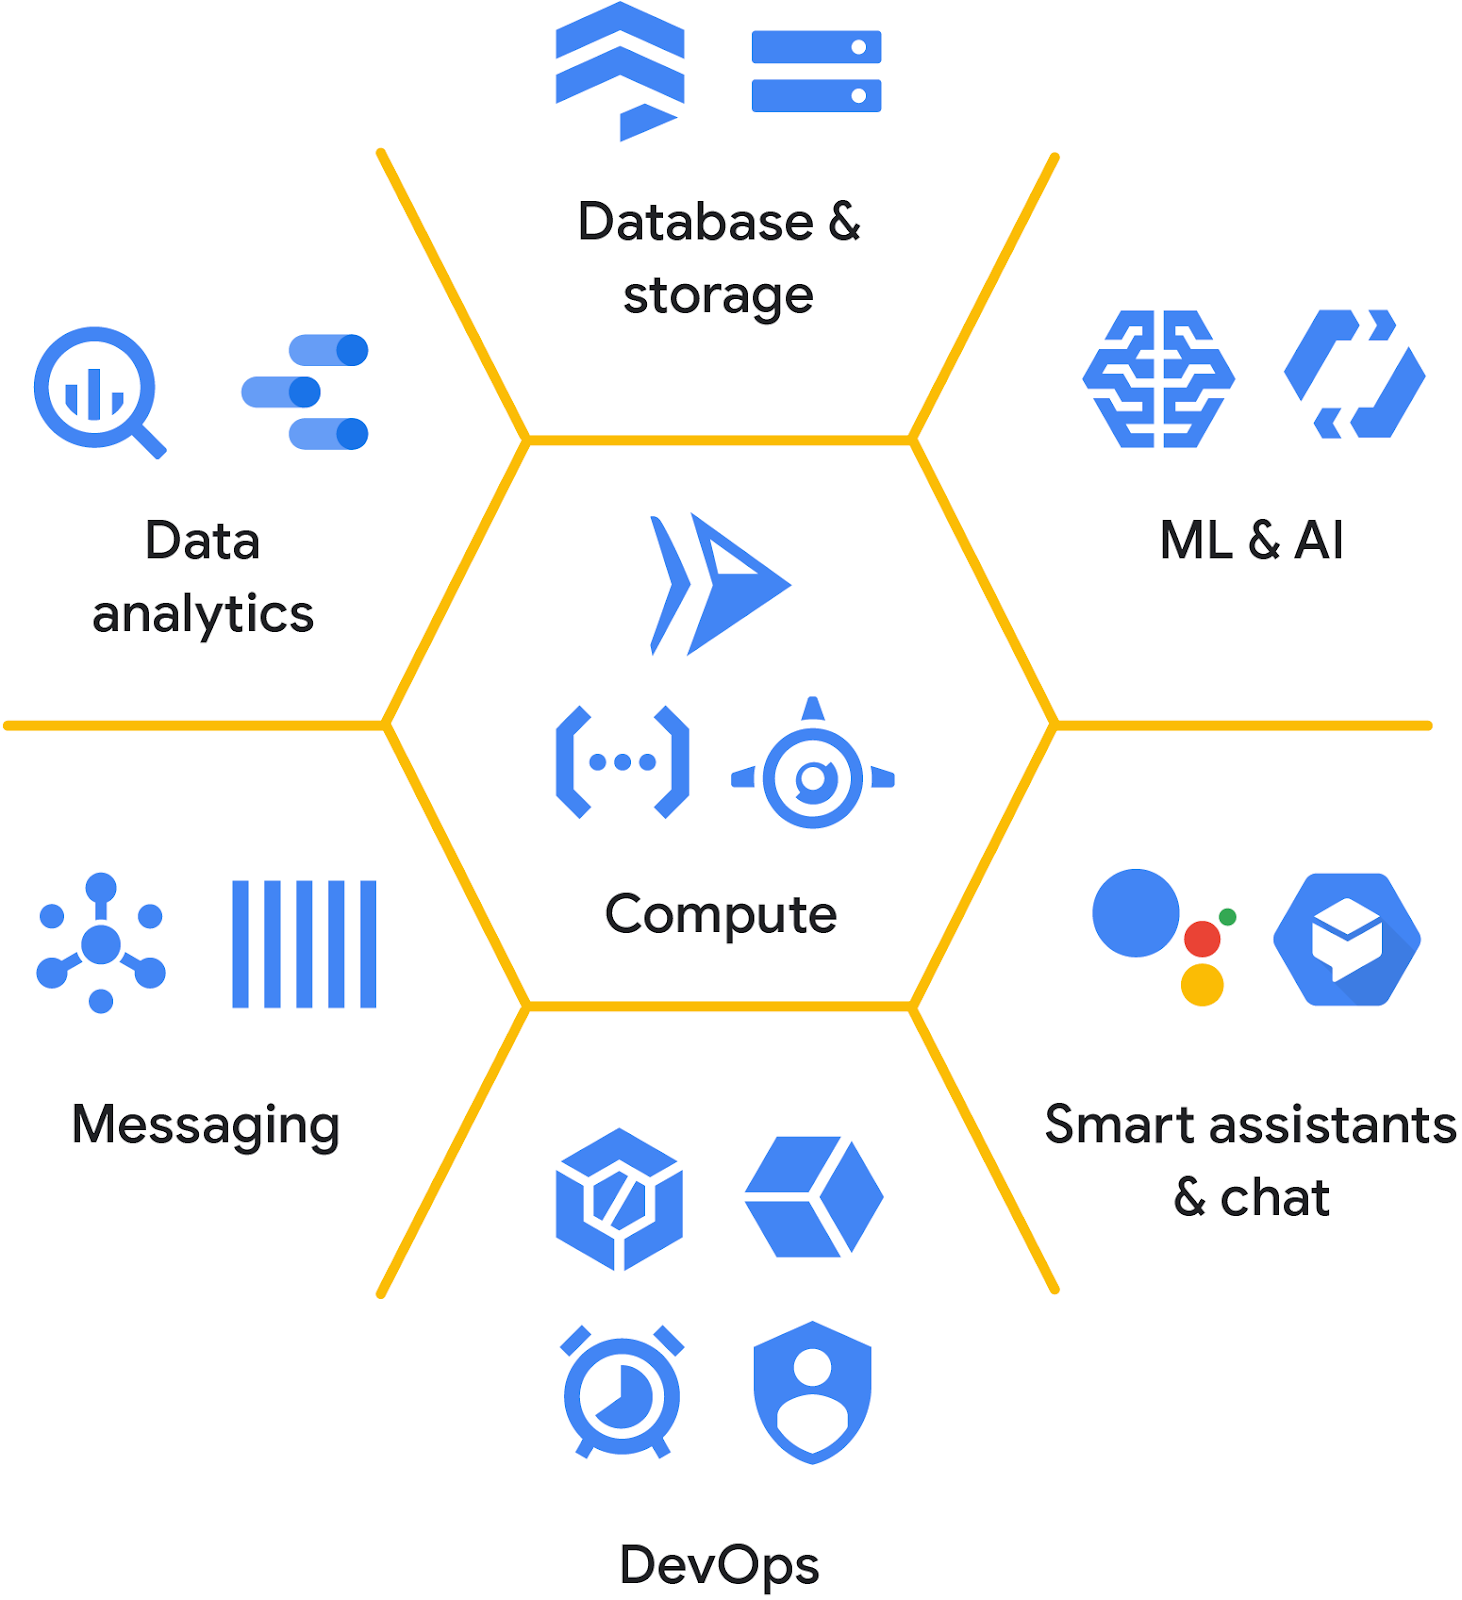 Database &
storage
Data
analytics
ML & AI
Compute
Messaging
Smart assistants
& chat
DevOps